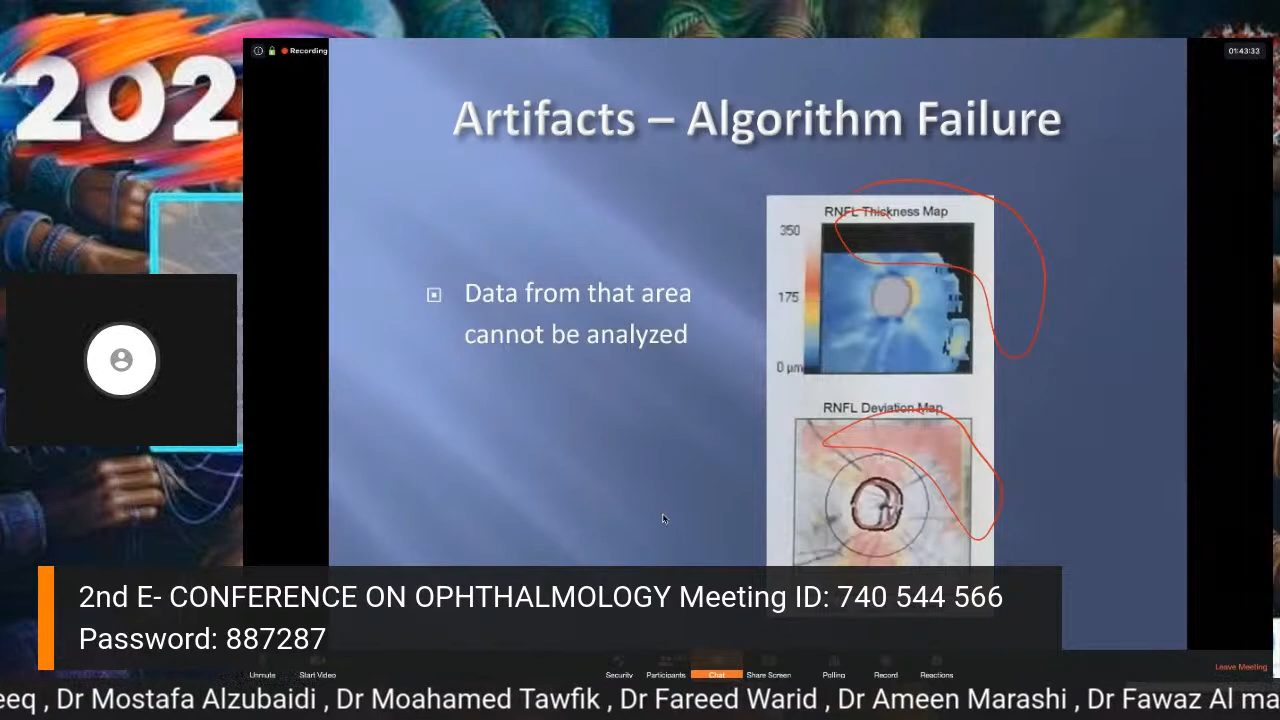 202
Recording
01:43:33
Artifacts – Algorithm Failure
RNFL Thickness Map
350
175
0 µm
Data from that area
cannot be analyzed
RNFL Deviation Map
2nd E- CONFERENCE ON OPHTHALMOLOGY Meeting ID: 740 544 566
Password: 887287
Unmute
Start Video
Security
Participants
Chat
Share Screen
Polling
Record
Reactions
Leave Meeting
eeq , Dr Mostafa Alzubaidi , Dr Moahamed Tawfik , Dr Fareed Warid , Dr Ameen Marashi , Dr Fawaz Al ma